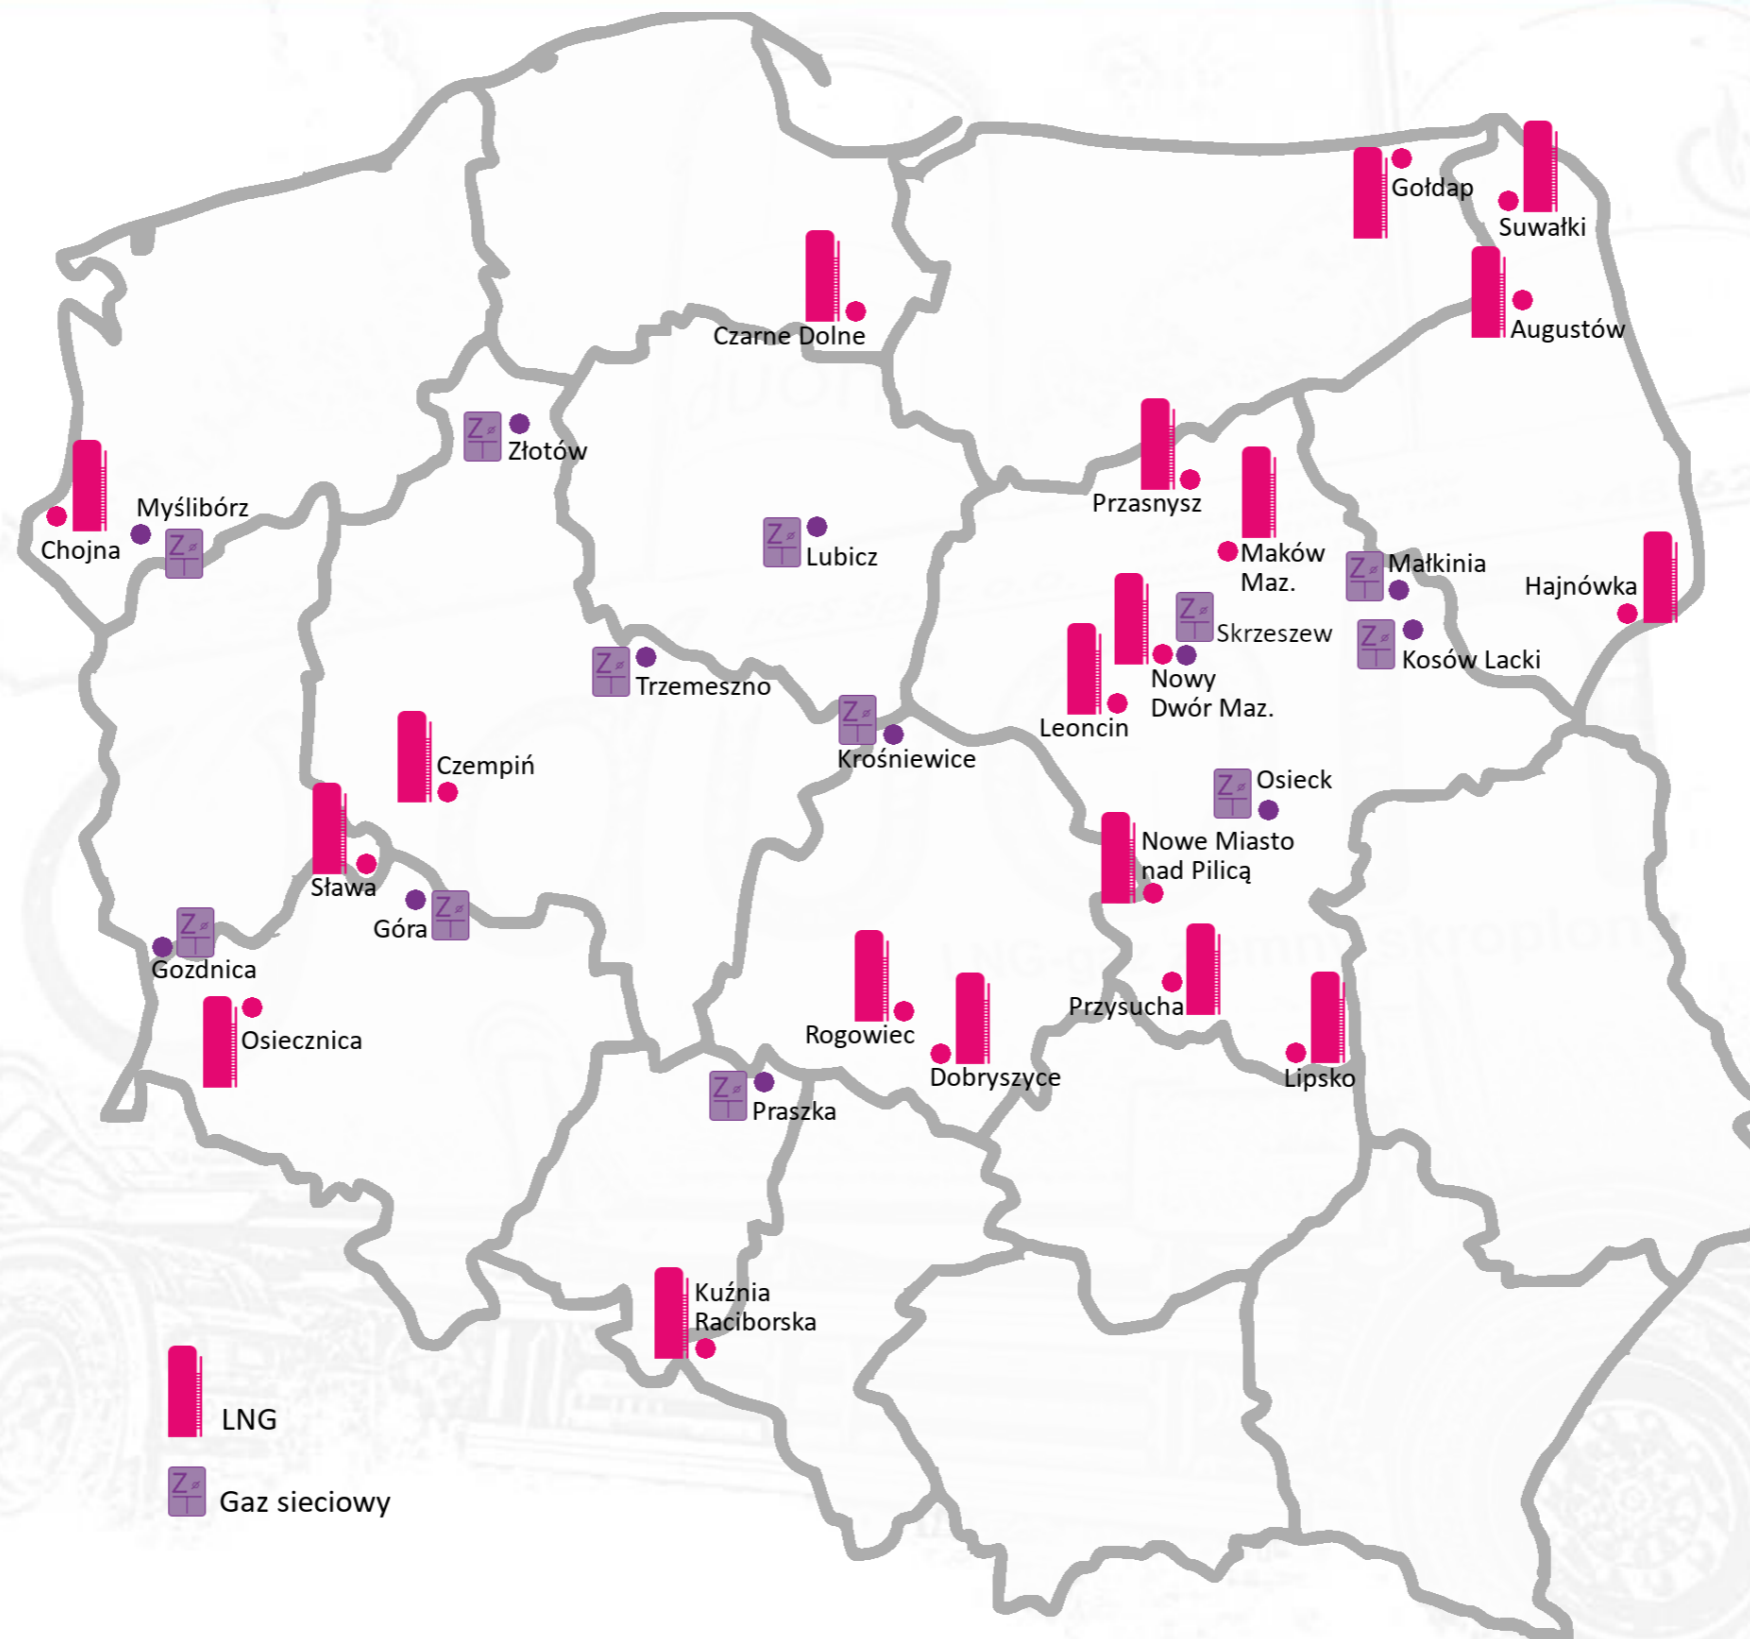 Gołdap
Suwałki
Czarne Dolne
Augustów
Złotów
Przasnysz
Myślibórz
Chojna
Lubicz
Maków
Maz.
Małkinia
Hajnówka
Skrzeszew
Kosów Lacki
Trzemeszno
Nowy
Dwór Maz.
Leoncin
Krośniewice
Czempiń
Osieck
Nowe Miasto
nad Pilicą
Sława
Góra
Gozdnica
Przysucha
Osiecznica
Rogowiec
Dobryszyce
Lipsko
Praszka
Kuźnia
Raciborska
LNG
Gaz sieciowy